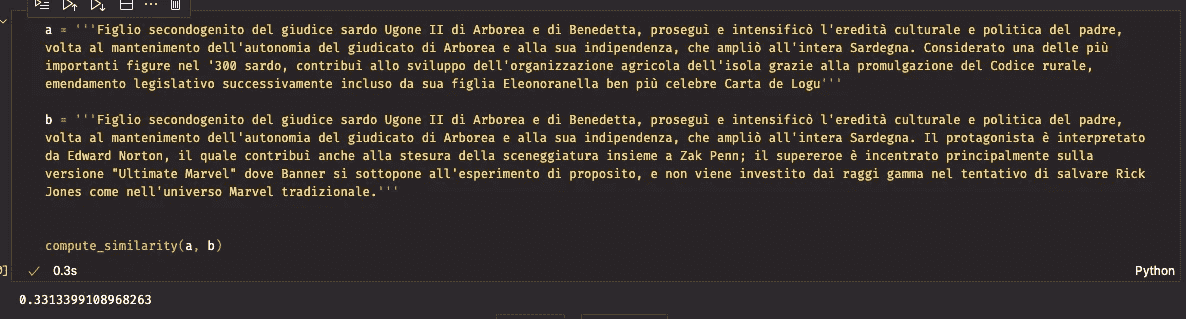 a = '''Figlio secondogenito del giudice sardo Ugone II di Arborea e di Benedetta, proseguì e intensificò l'eredità culturale e politica del padre,
volta al mantenimento dell'autonomia del giudicato di Arborea e alla sua indipendenza, che ampliò all'intera Sardegna. Considerato una delle più
importanti figure nel '300 sardo, contribuì allo sviluppo dell'organizzazione agricola dell'isola grazie alla promulgazione del Codice rurale,
emendamento legislativo successivamente incluso da sua figlia Eleonoranella ben più celebre Carta de Logu'''
b = '''Figlio secondogenito del giudice sardo Ugone II di Arborea e di Benedetta, proseguì e intensificò l'eredità culturale e politica del padre,
volta al mantenimento dell'autonomia del giudicato di Arborea e alla sua indipendenza, che ampliò all'intera Sardegna. Il protagonista è interpretato
da Edward Norton, il quale contribuì anche alla stesura della sceneggiatura insieme a Zak Penn; il supereroe è incentrato principalmente sulla
versione "Ultimate Marvel" dove Banner si sottopone all'esperimento di proposito, e non viene investito dai raggi gamma nel tentativo di salvare Rick
Jones come nell'universo Marvel tradizionale.'''
compute_similarity(a, b)
0.3s
Python
0.3313399108968263